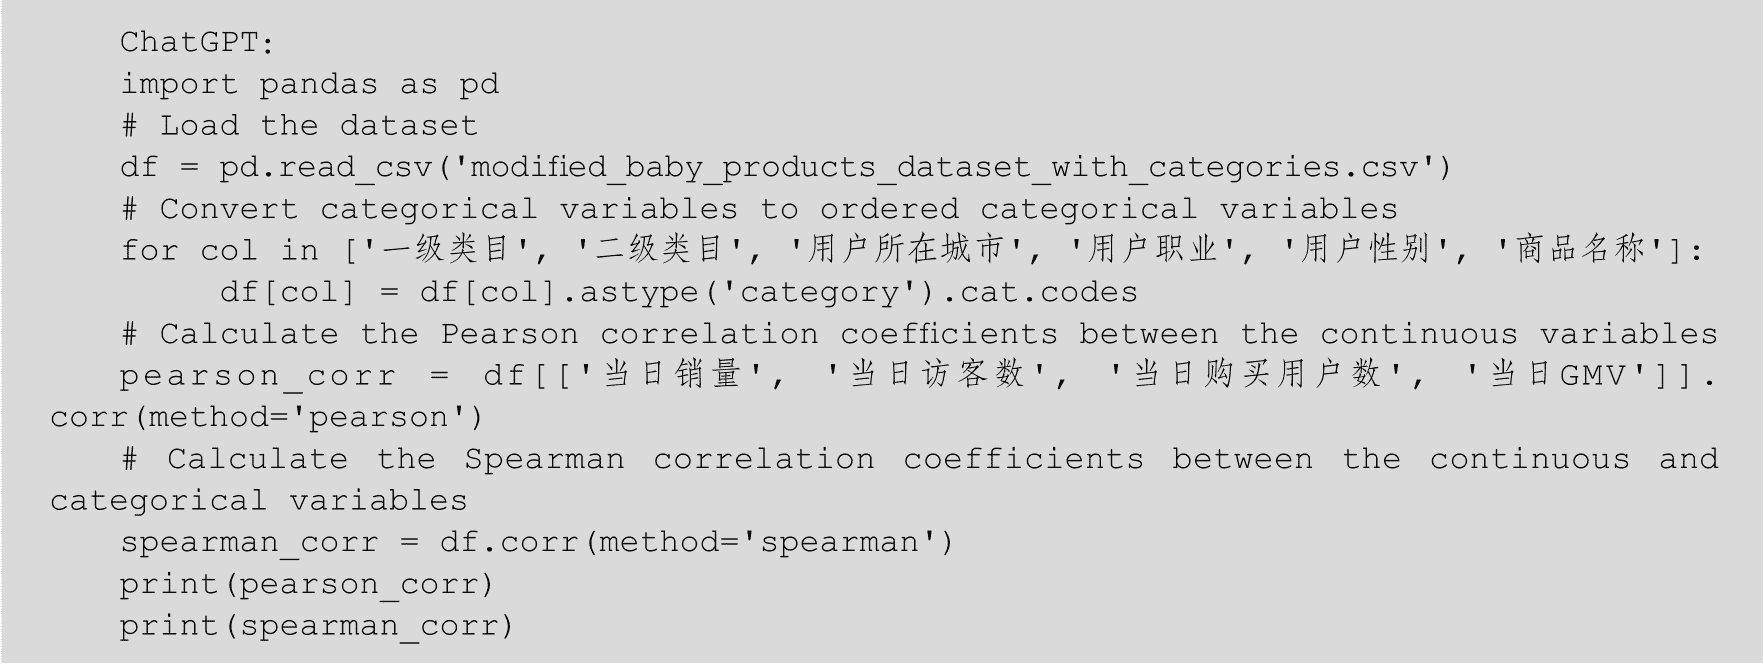 ChatGPT:
import pandas as pd
# Load the dataset
df = pd.read_csv('modified_baby_products_dataset_with_categories.csv')
# Convert categorical variables to ordered categorical variables
for col in ['一级类目', '二级类目', '用户所在城市', '用户职业', '用户性别', '商品名称']:
    df[col] = df[col].astype('category').cat.codes
# Calculate the Pearson correlation coefficients between the continuous variables
pearson_corr = df[['当日销量', '当日访客数', '当日购买用户数', '当日GMV']].
corr(method='pearson')
# Calculate the Spearman correlation coefficients between the continuous and
categorical variables
spearman_corr = df.corr(method='spearman')
print(pearson_corr)
print(spearman_corr)